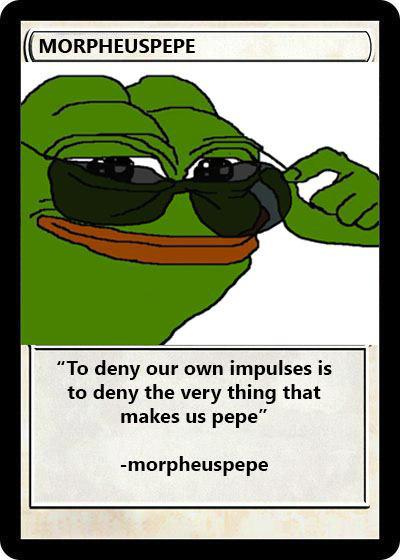 MORPHEUSPEPE
“To deny our own impulses is
to deny the very thing that
makes us pepe”
-morpheuspepe